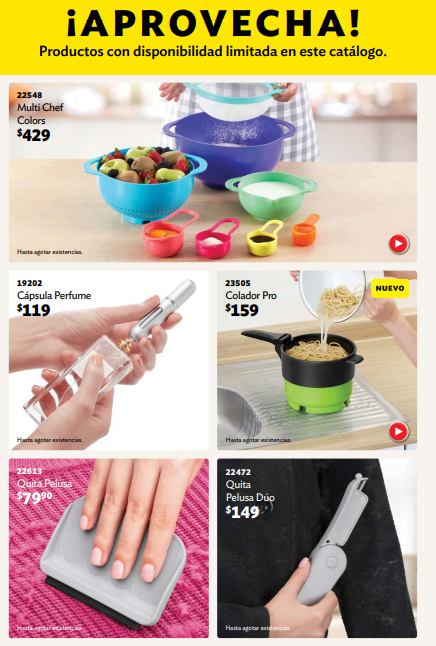 ¡APROVECHA!
Productos con disponibilidad limitada en este catálogo.
22548
Multi Chef
Colors
$429
Hasta agotar existencias.
19202
Cápsula Perfume
$119
Hasta agotar existencias.
23505
Colador Pro
$159
NUEVO
Hasta agotar existencias.
22613
Quita Pelusa
$79⁹⁰
Hasta agotar existencias.
22472
Quita
Pelusa Dúo
$149
Hasta agotar existencias.